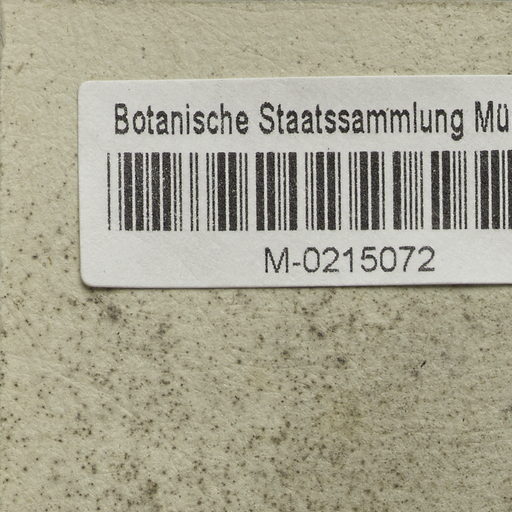 Botanische Staatssammlung Mü
M-0215072